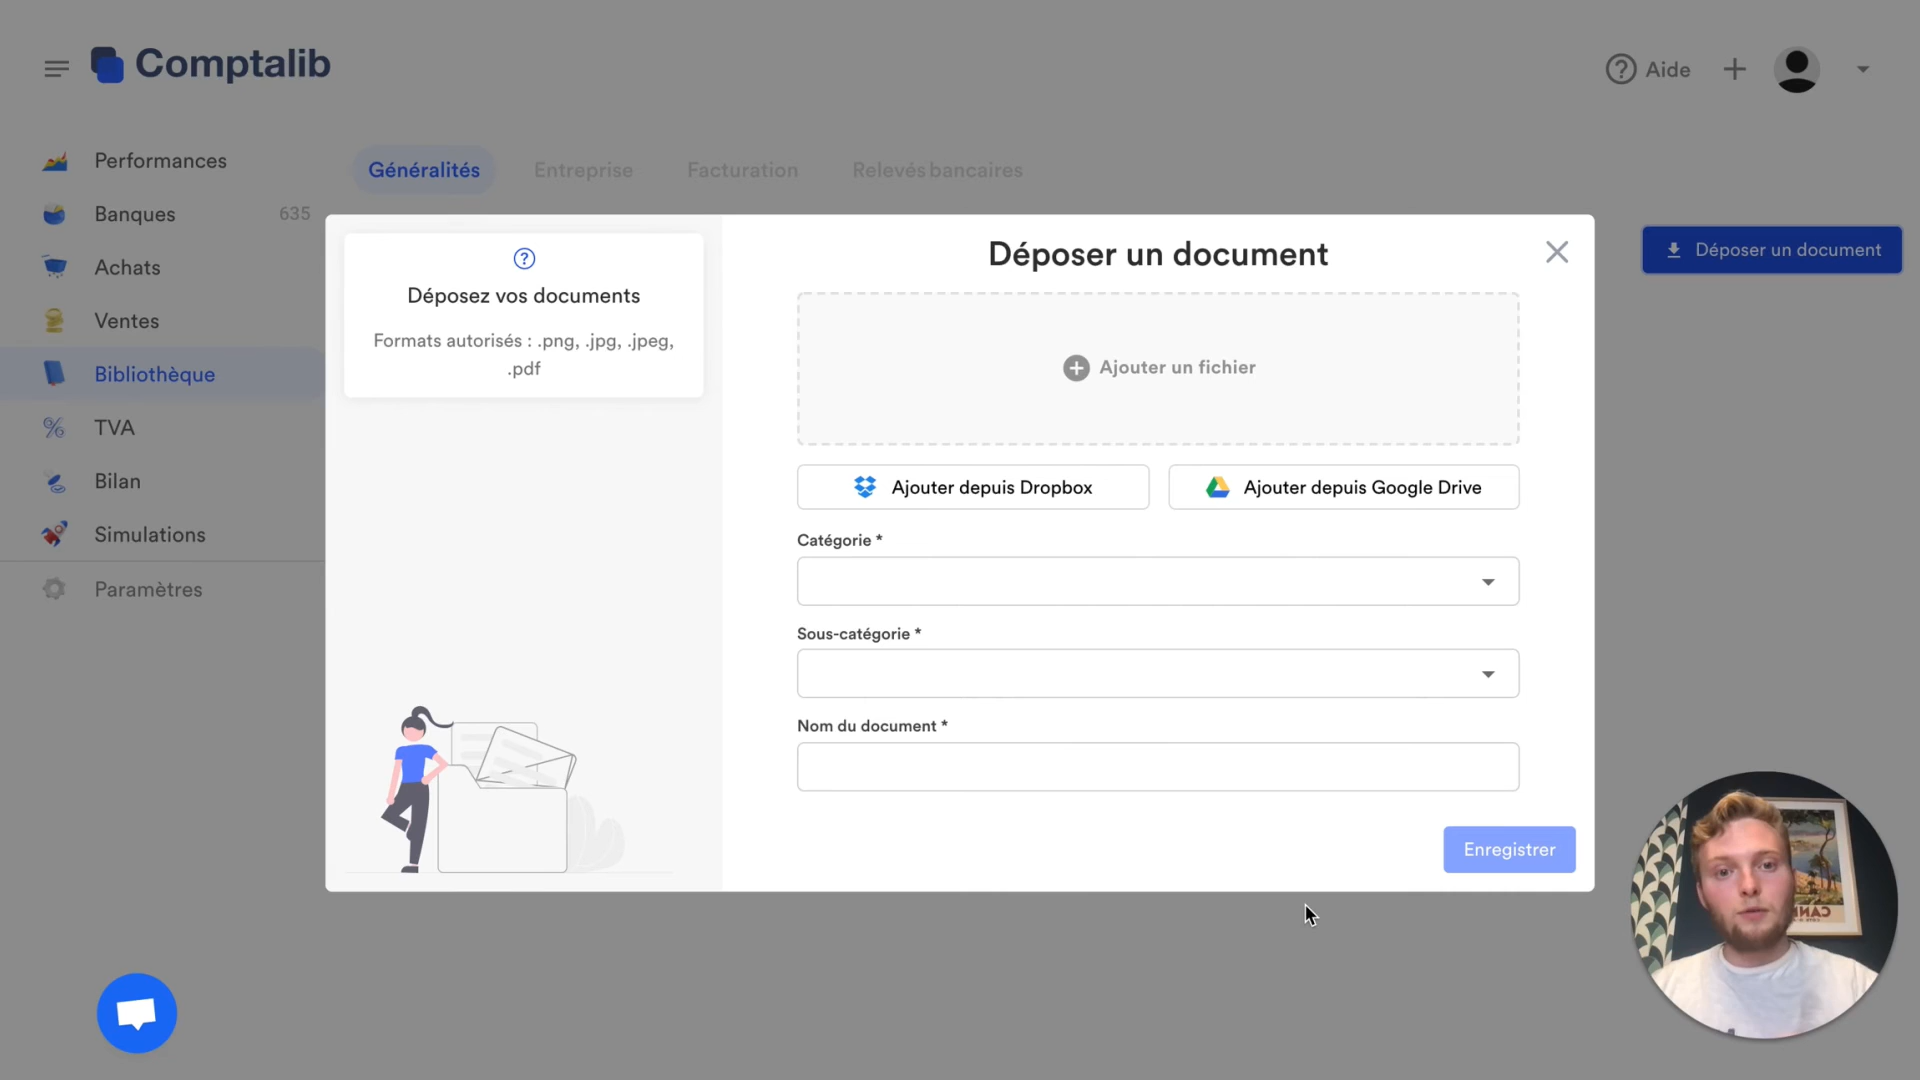 Comptalib
Aide
Performances
Banques 635
Achats
Ventes
Bibliothèque
TVA
Bilan
Simulations
Paramètres
Généralités Entreprise Facturation Relevés bancaires
Déposer un document
?
Déposez vos documents
Formats autorisés : .png, .jpg, .jpeg,
.pdf
Déposer un document
Ajouter un fichier
Ajouter depuis Dropbox
Ajouter depuis Google Drive
Catégorie *
Sous-catégorie *
Nom du document *
Enregistrer